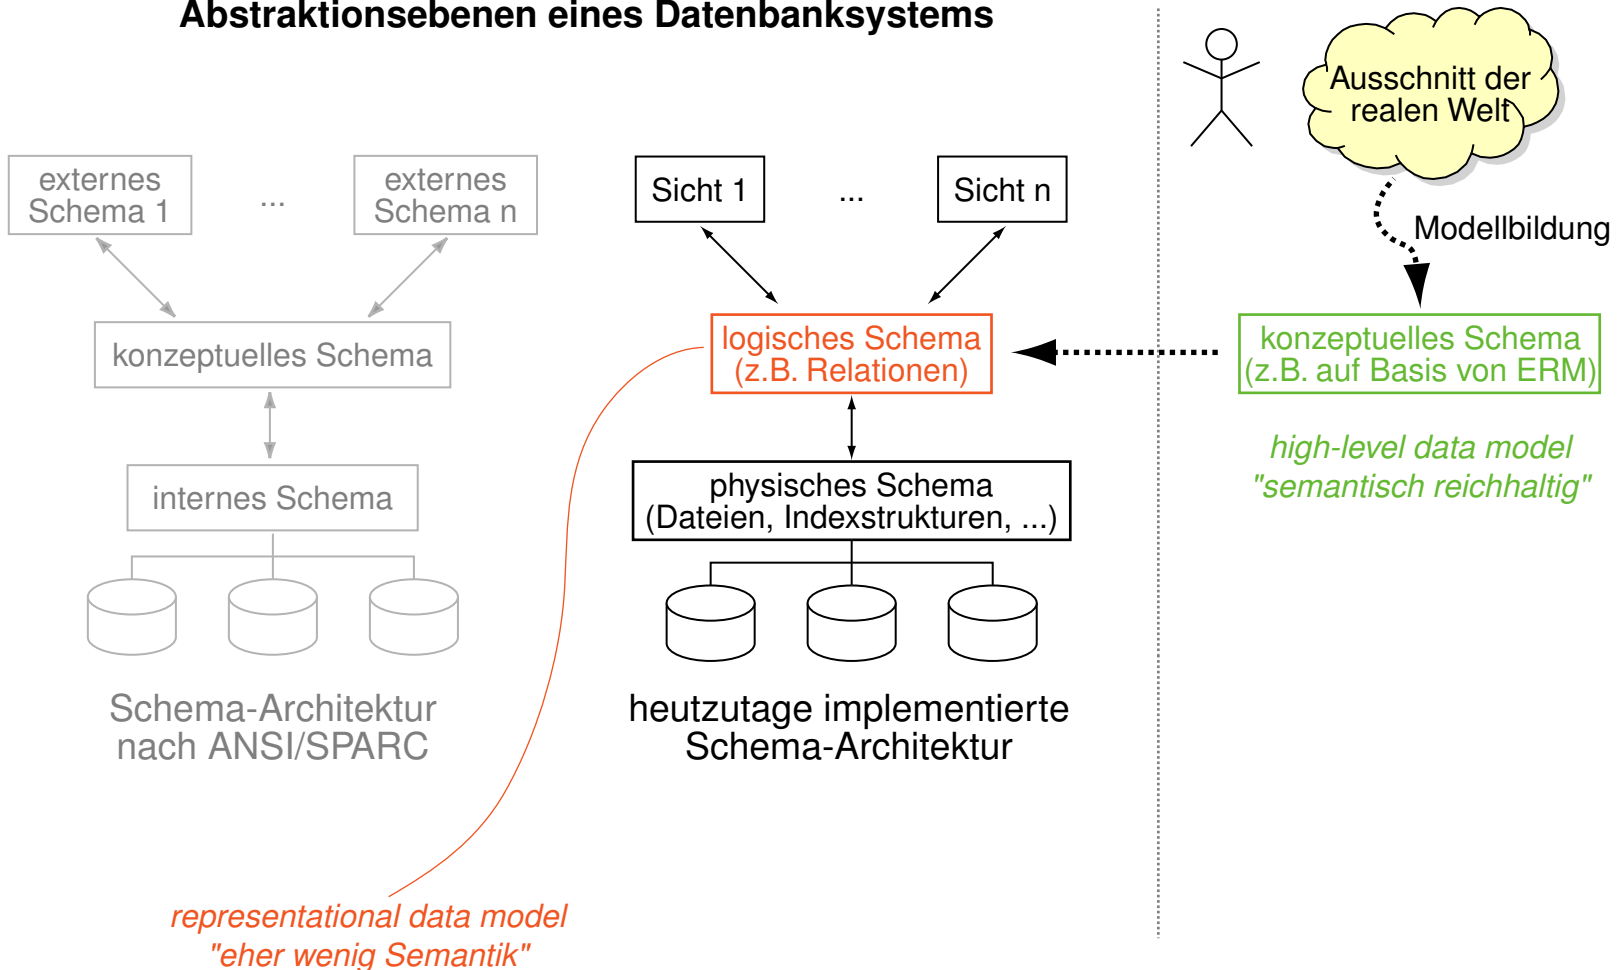 Abstraktionsebenen eines Datenbanksystems
externes
Schema 1
...
externes
Schema n
konzeptuelles Schema
internes Schema
Schema-Architektur
nach ANSI/SPARC
Sicht 1
...
Sicht n
logisches Schema
(z.B. Relationen)
physisches Schema
(Dateien, Indexstrukturen, ...)
heutzutage implementierte
Schema-Architektur
representational data model
"eher wenig Semantik"
Ausschnitt der
realen Welt
Modellbildung
konzeptuelles Schema
(z.B. auf Basis von ERM)
high-level data model
"semantisch reichhaltig"